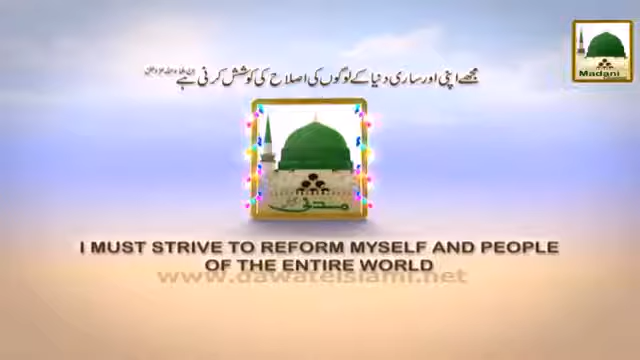 مجھے اپنی اور ساری دنیا کے لوگوں کی اصلاح کی کوشش کرنی ہے
Madani
مدنی
I MUST STRIVE TO REFORM MYSELF AND PEOPLE
OF THE ENTIRE WORLD
www.dawateislami.net